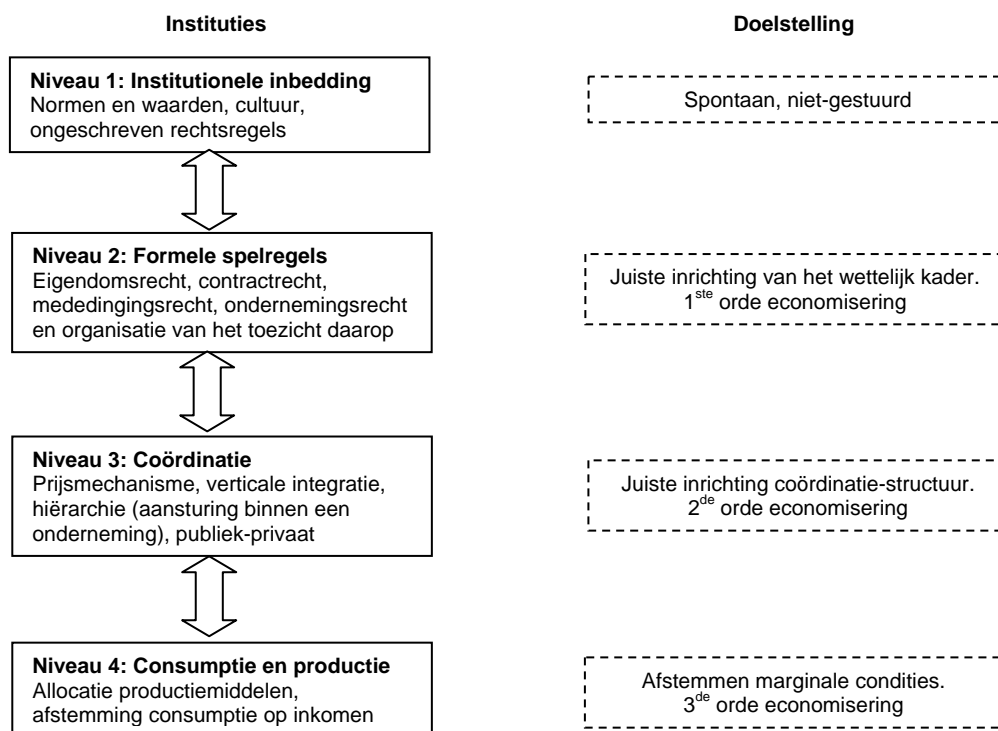 Instituties
Doelstelling
Niveau 1: Institutionele inbedding
Normen en waarden, cultuur,
ongeschreven rechtsregels
Spontaan, niet-gestuurd
Niveau 2: Formele spelregels
Eigendomsrecht, contractrecht,
mededingingsrecht, ondernemingsrecht
en organisatie van het toezicht daarop
Juiste inrichting van het wettelijk kader.
1ste orde economisering
Niveau 3: Coördinatie
Prijsmechanisme, verticale integratie,
hiërarchie (aansturing binnen een
onderneming), publiek-privaat
Juiste inrichting coördinatie-structuur.
2de orde economisering
Niveau 4: Consumptie en productie
Allocatie productiemiddelen,
afstemming consumptie op inkomen
Afstemmen marginale condities.
3de orde economisering